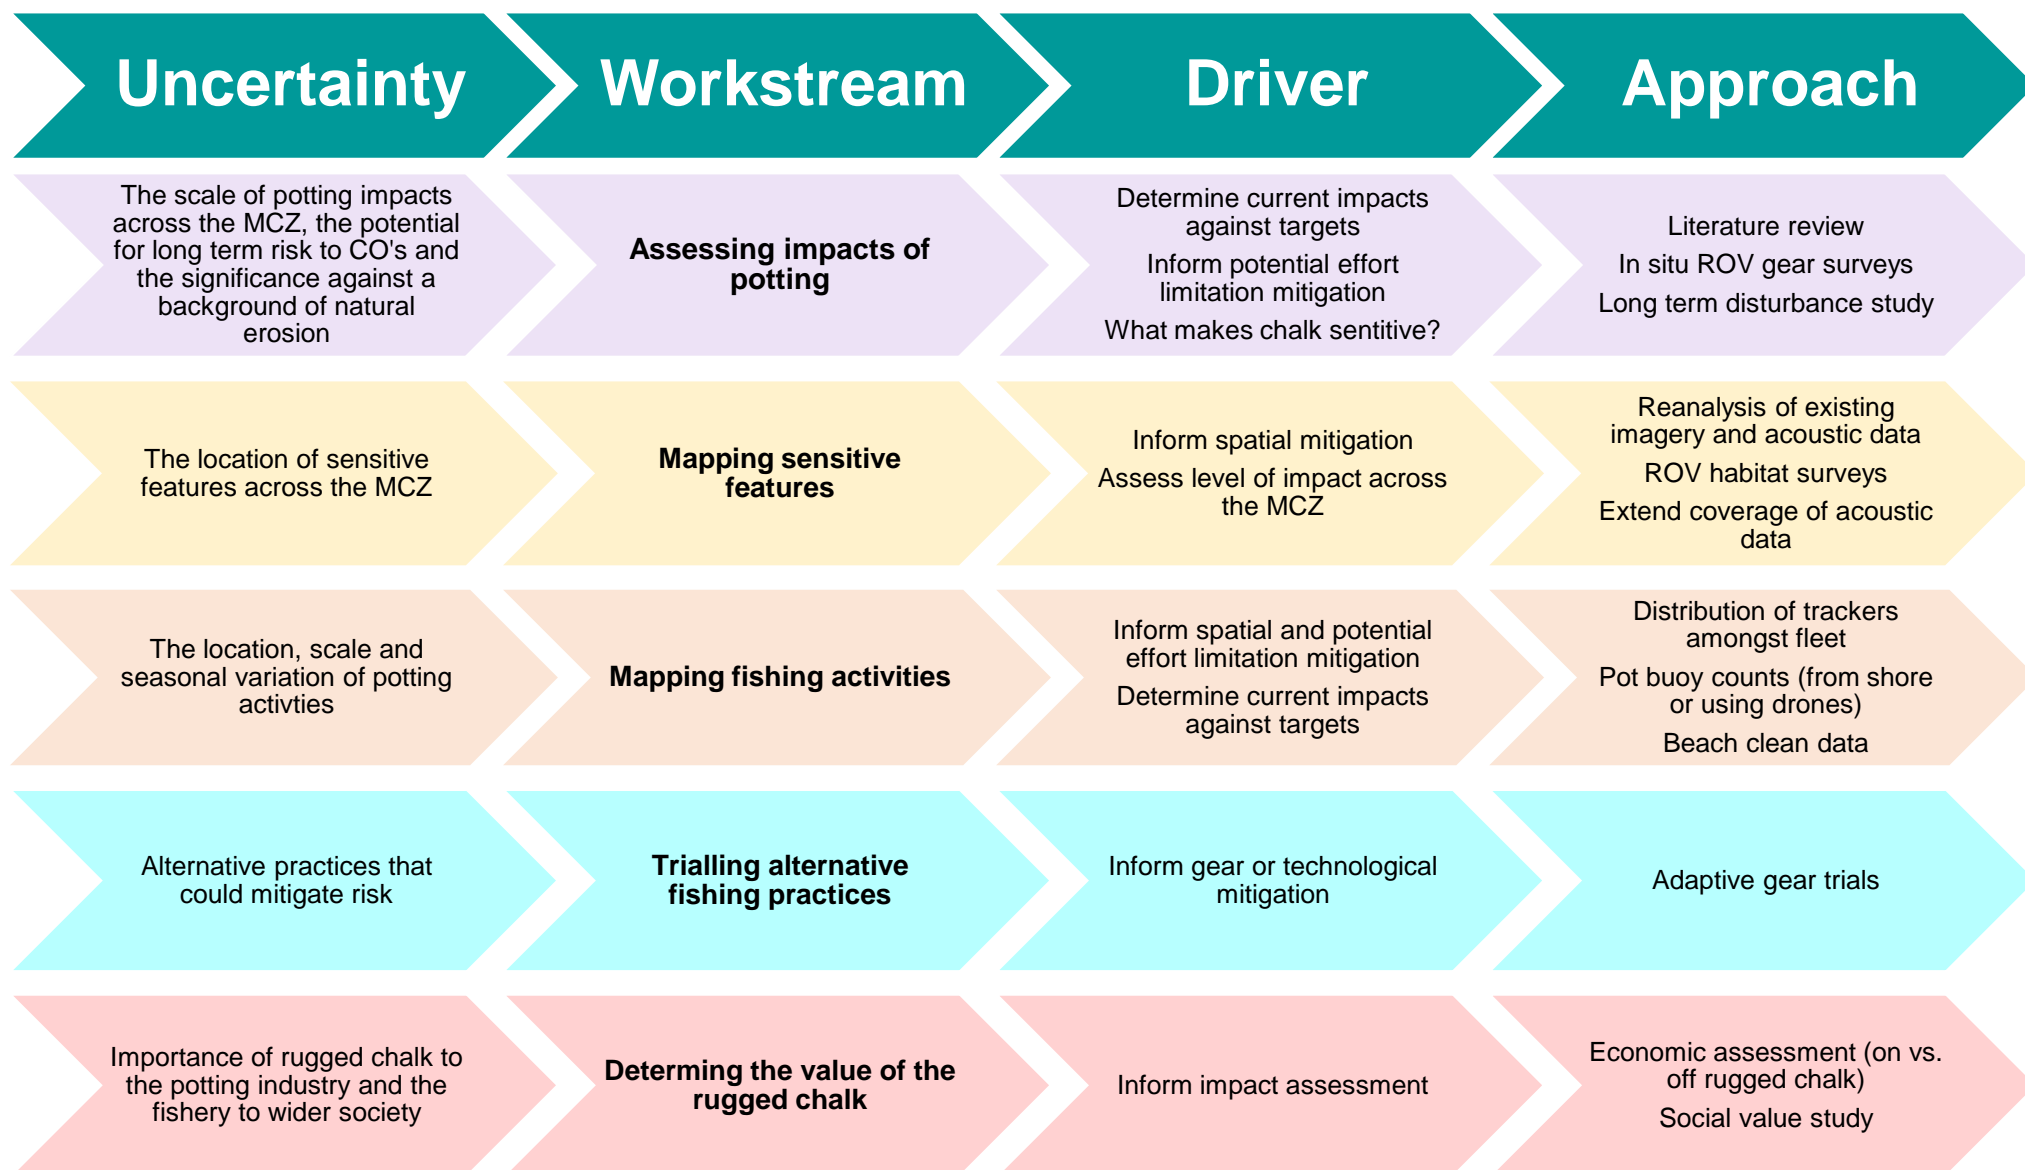 Uncertainty
Workstream
Driver
Approach
The scale of potting impacts
across the MCZ, the potential
for long term risk to CO's and
the significance against a
background of natural
erosion
Assessing impacts of
potting
Determine current impacts
against targets
Inform potential effort
limitation mitigation
What makes chalk sentitive?
Literature review
In situ ROV gear surveys
Long term disturbance study
The location of sensitive
features across the MCZ
Mapping sensitive
features
Inform spatial mitigation
Assess level of impact across
the MCZ
Reanalysis of existing
imagery and acoustic data
ROV habitat surveys
Extend coverage of acoustic
data
The location, scale and
seasonal variation of potting
activties
Mapping fishing activities
Inform spatial and potential
effort limitation mitigation
Determine current impacts
against targets
Distribution of trackers
amongst fleet
Pot buoy counts (from shore
or using drones)
Beach clean data
Alternative practices that
could mitigate risk
Trialling alternative
fishing practices
Inform gear or technological
mitigation
Adaptive gear trials
Importance of rugged chalk to
the potting industry and the
fishery to wider society
Determing the value of the
rugged chalk
Inform impact assessment
Economic assessment (on vs.
off rugged chalk)
Social value study